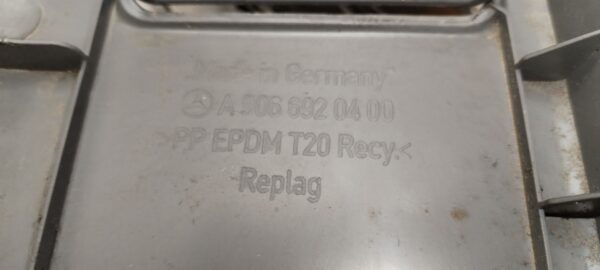 „Made in Germany"
A 906 692 04 00
>PP EPDM T20 Recy.<
Replag